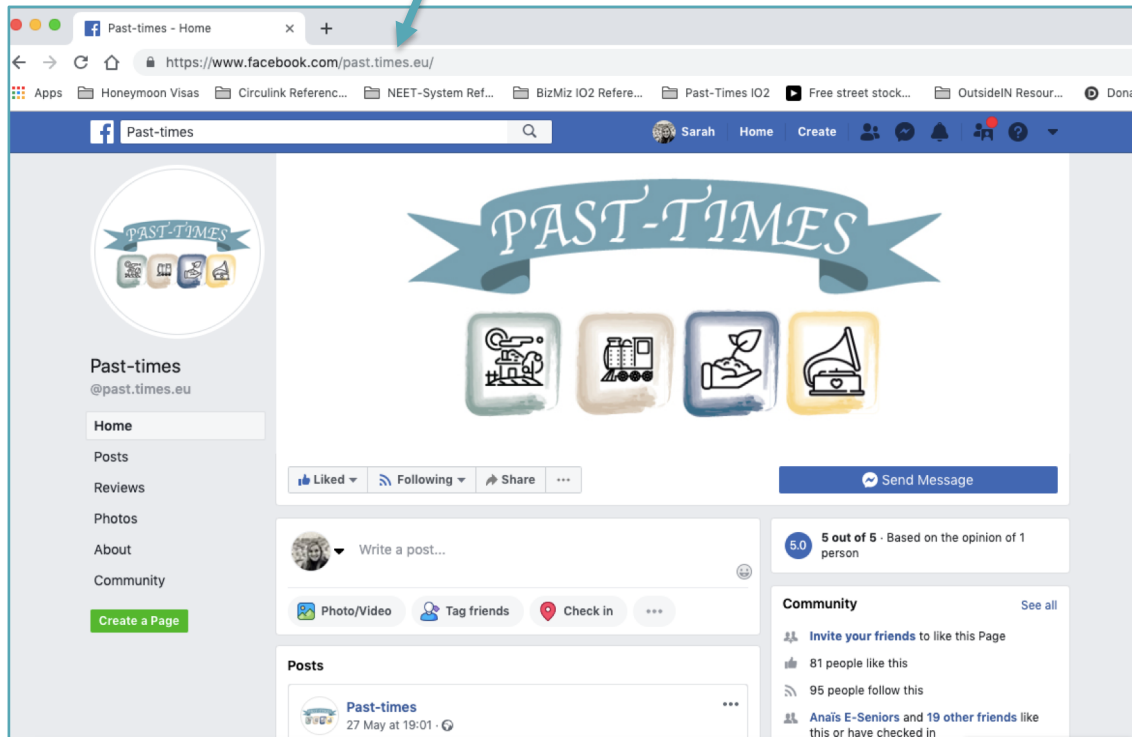 Past-times - Home
https://www.facebook.com/past.times.eu/
Apps Honeymoon Visas Circulink Referenc... NEET-System Ref... BizMiz IO2 Refere... Past-Times IO2 Free street stock... OutsideIN Resour... Dona
Past-times
Sarah Home Create
PAST-TIMES
PAST-TIMES
Past-times
@past.times.eu
Home
Posts
Reviews
Photos
About
Community
Create a Page
Liked Following Share ...
Send Message
Write a post...
Photo/Video Tag friends Check in ...
Posts
Past-times
27 May at 19:01 ·
5.0
5 out of 5 · Based on the opinion of 1
person
Community See all
Invite your friends to like this Page
81 people like this
95 people follow this
Anaïs E-Seniors and 19 other friends like
this or have checked in